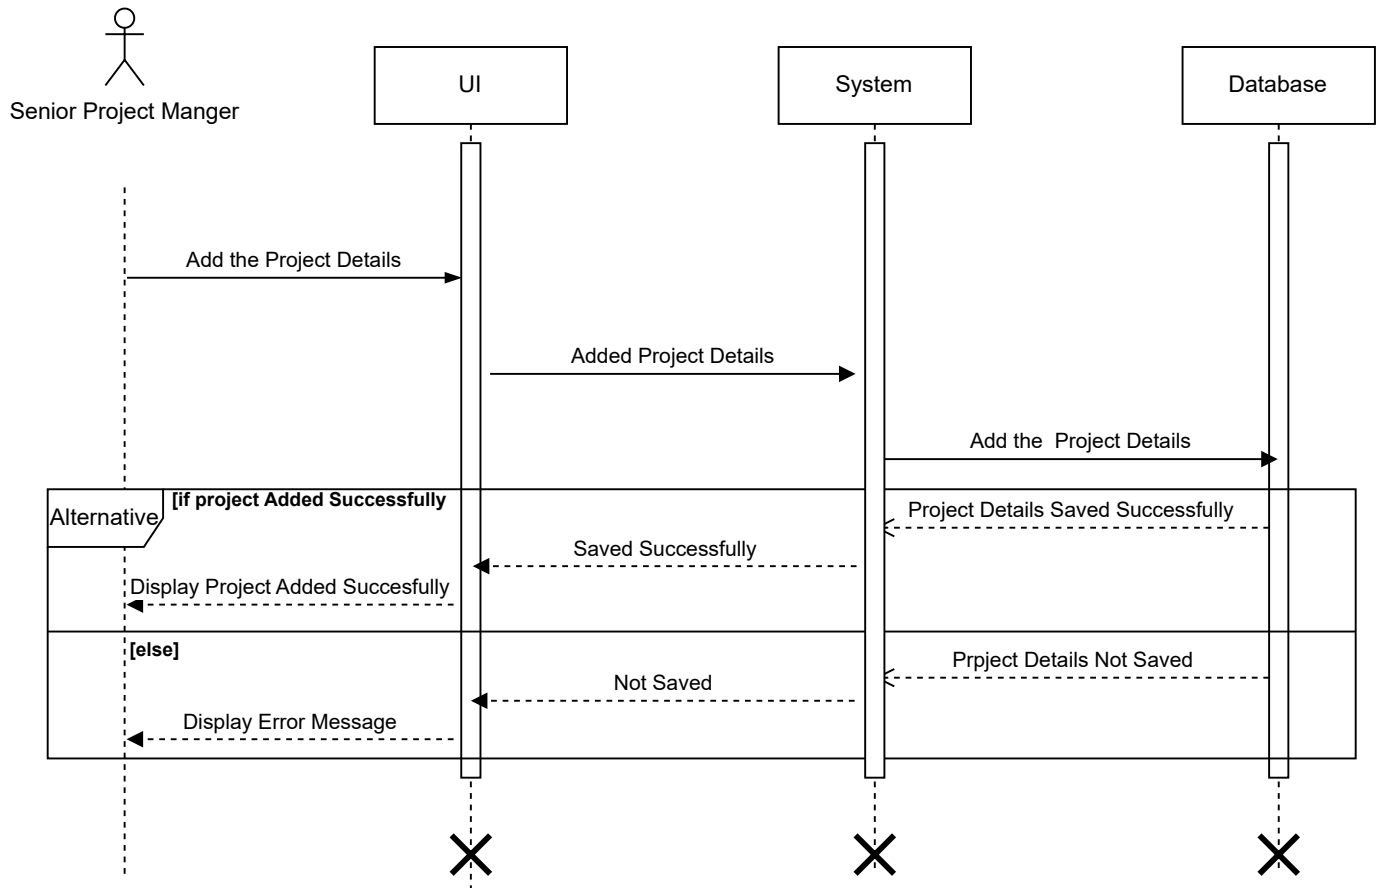 Senior Project Manger
UI
System
Database
Add the Project Details
Added Project Details
Add the  Project Details
Alternative
[if project Added Successfully
Project Details Saved Successfully
Saved Successfully
Display Project Added Succesfully
[else]
Prpject Details Not Saved
Not Saved
Display Error Message